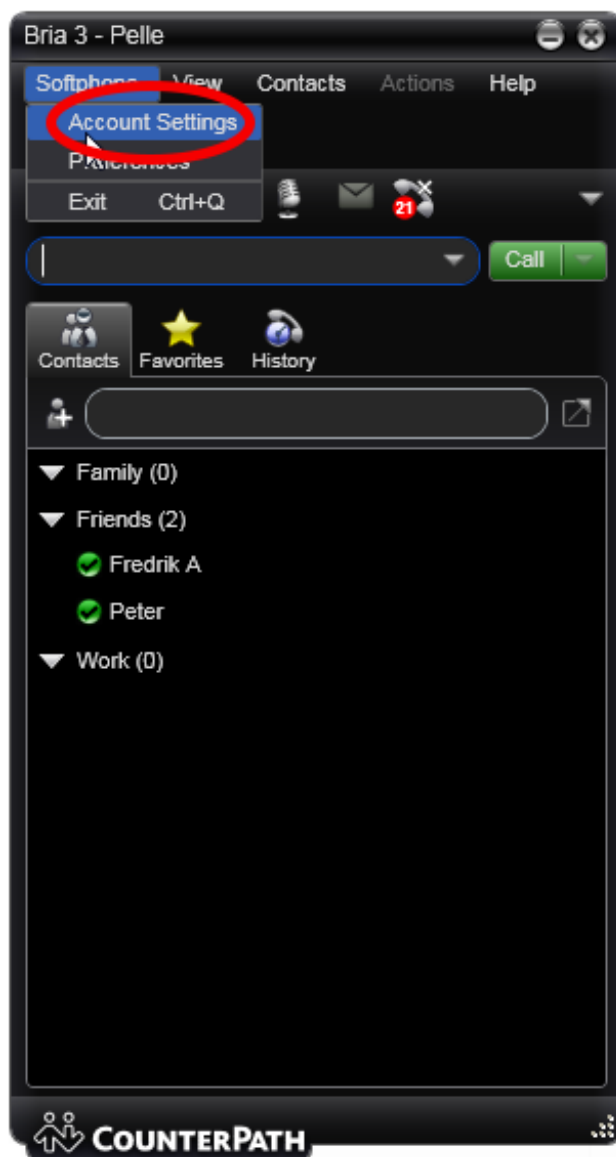 Bria 3 - Pelle
Softphone View Contacts Actions Help
Account Settings
Preferences
Exit Ctrl+Q
21
Call
Contacts Favorites History
Family (0)
Friends (2)
Fredrik A
Peter
Work (0)
COUNTERPATH